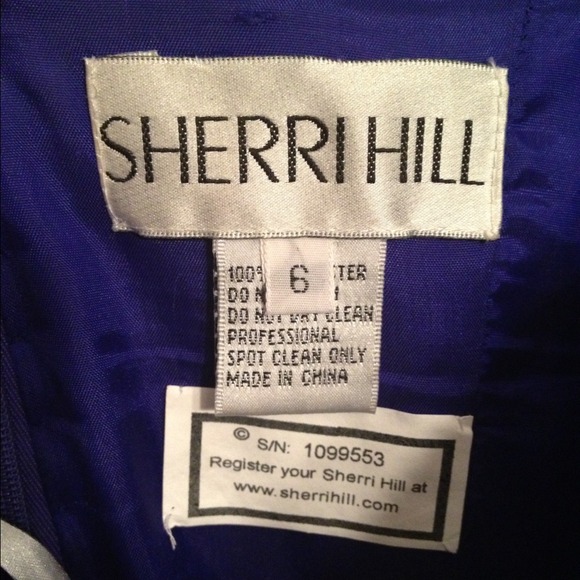 SHERRI HILL
6
100% TER
DO N
DO NOT DRY CLEAN
PROFESSIONAL
SPOT CLEAN ONLY
MADE IN CHINA
© S/N: 1099553
Register your Sherri Hill at
www.sherrihill.com